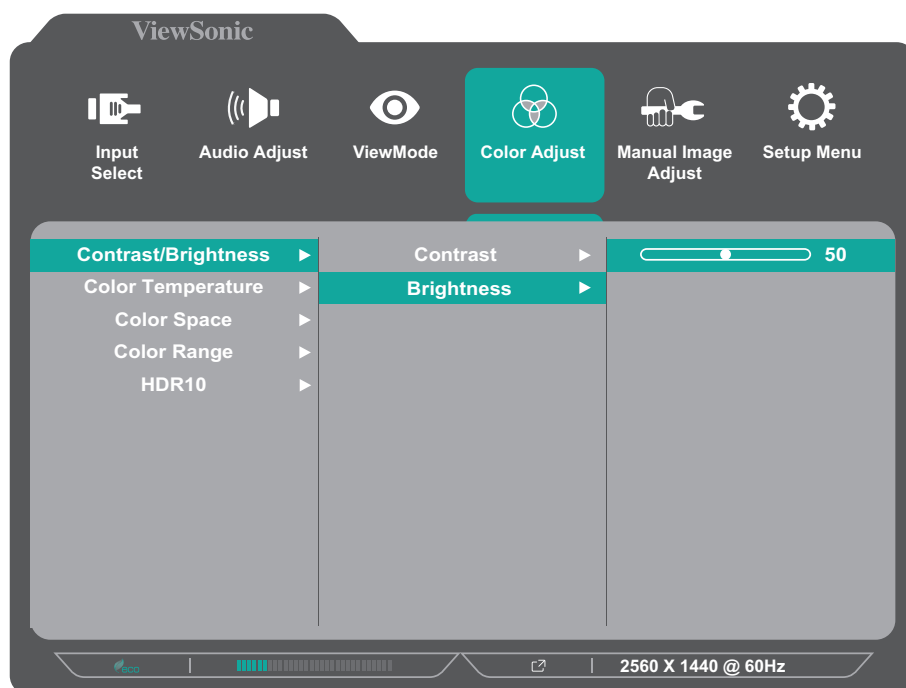 ViewSonic
Input
Select
Audio Adjust
ViewMode
Color Adjust
Manual Image
Adjust
Setup Menu
Contrast/Brightness
Color Temperature
Color Space
Color Range
HDR10
Contrast
Brightness
50
ECO
2560 X 1440 @ 60Hz